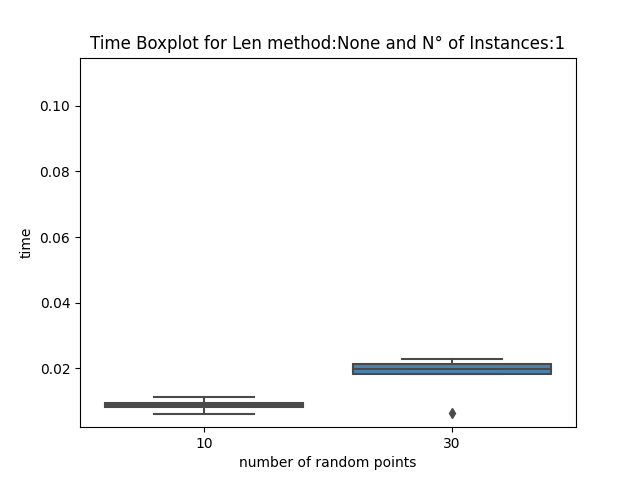 Time Boxplot for Len method:None and N° of Instances:1
0.10
0.08
0.06
0.04
0.02
time
10 30
number of random points